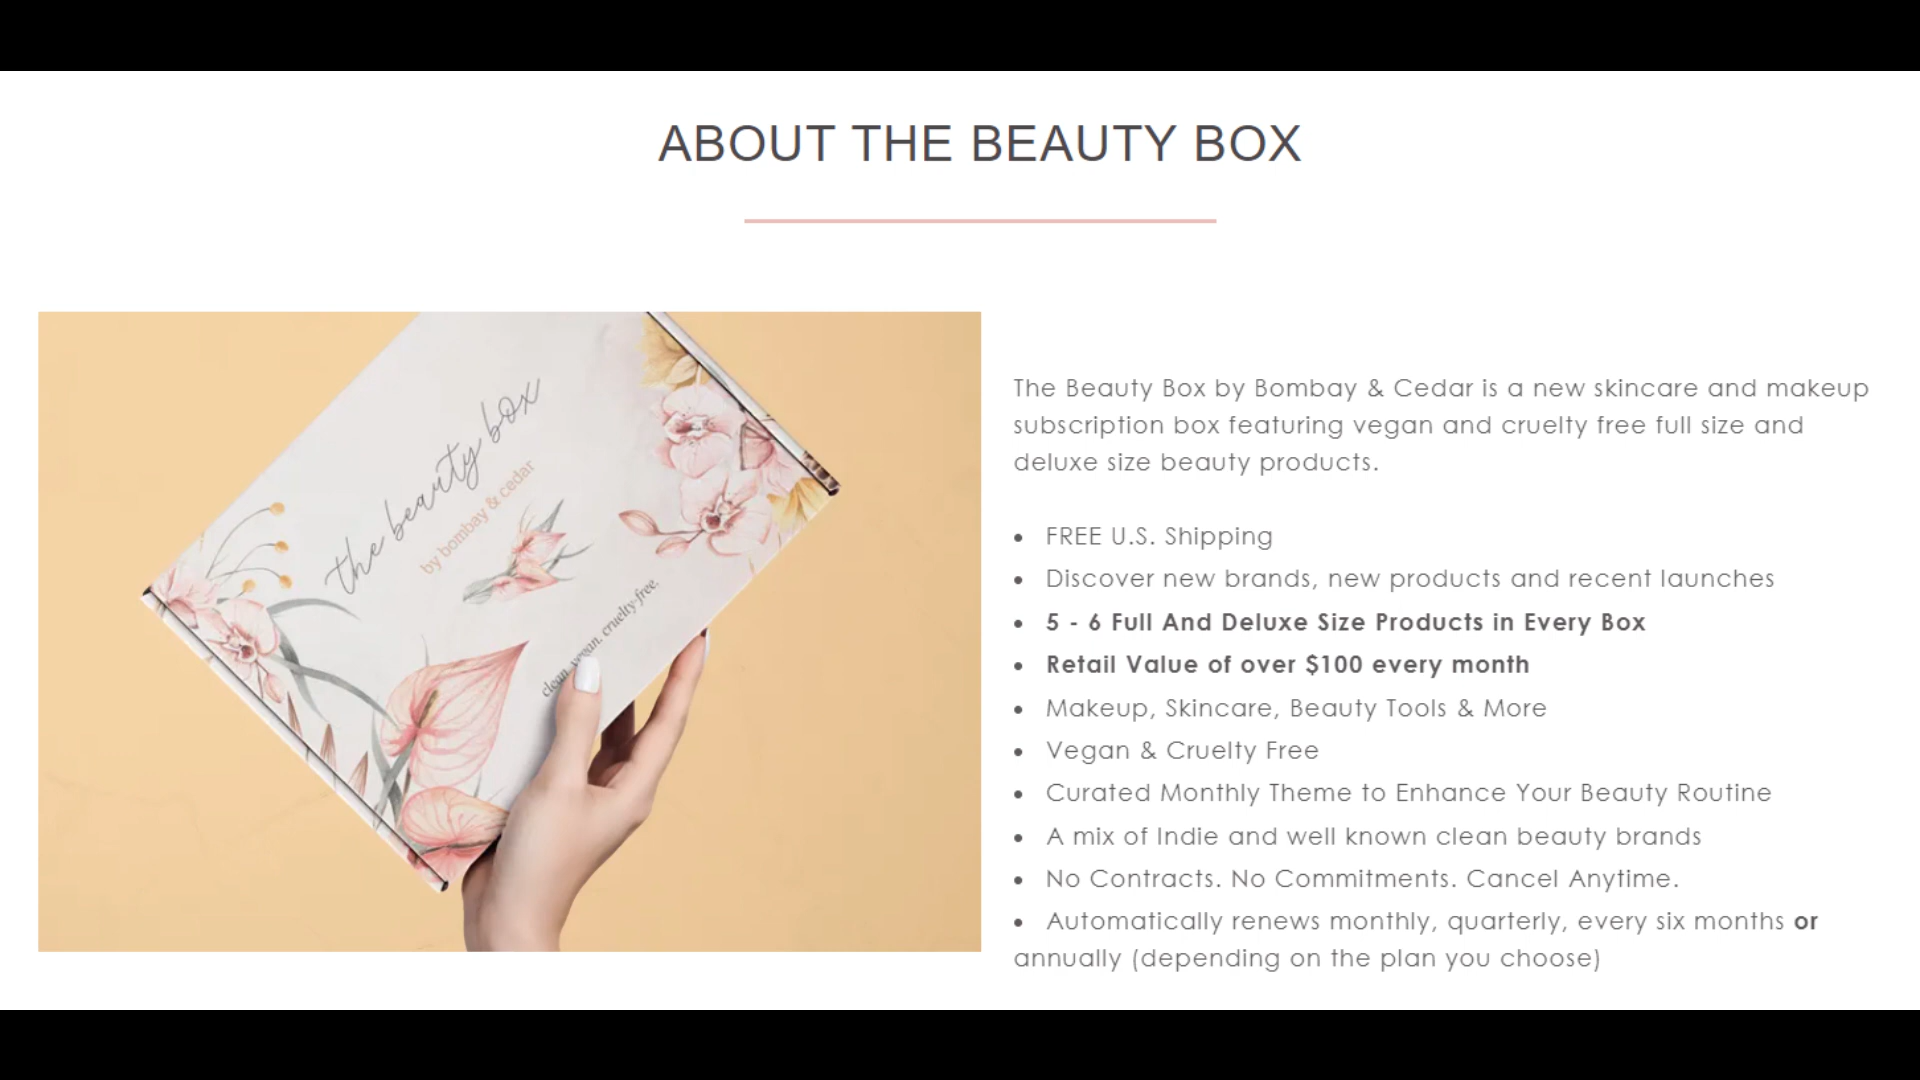 ABOUT THE BEAUTY BOX
the beauty box
by bombay & cedar
clean. vegan. cruelty-free.
The Beauty Box by Bombay & Cedar is a new skincare and makeup
subscription box featuring vegan and cruelty free full size and
deluxe size beauty products.
• FREE U.S. Shipping
• Discover new brands, new products and recent launches
• 5 - 6 Full And Deluxe Size Products in Every Box
• Retail Value of over $100 every month
• Makeup, Skincare, Beauty Tools & More
• Vegan & Cruelty Free
• Curated Monthly Theme to Enhance Your Beauty Routine
• A mix of Indie and well known clean beauty brands
• No Contracts. No Commitments. Cancel Anytime.
• Automatically renews monthly, quarterly, every six months or
annually (depending on the plan you choose)